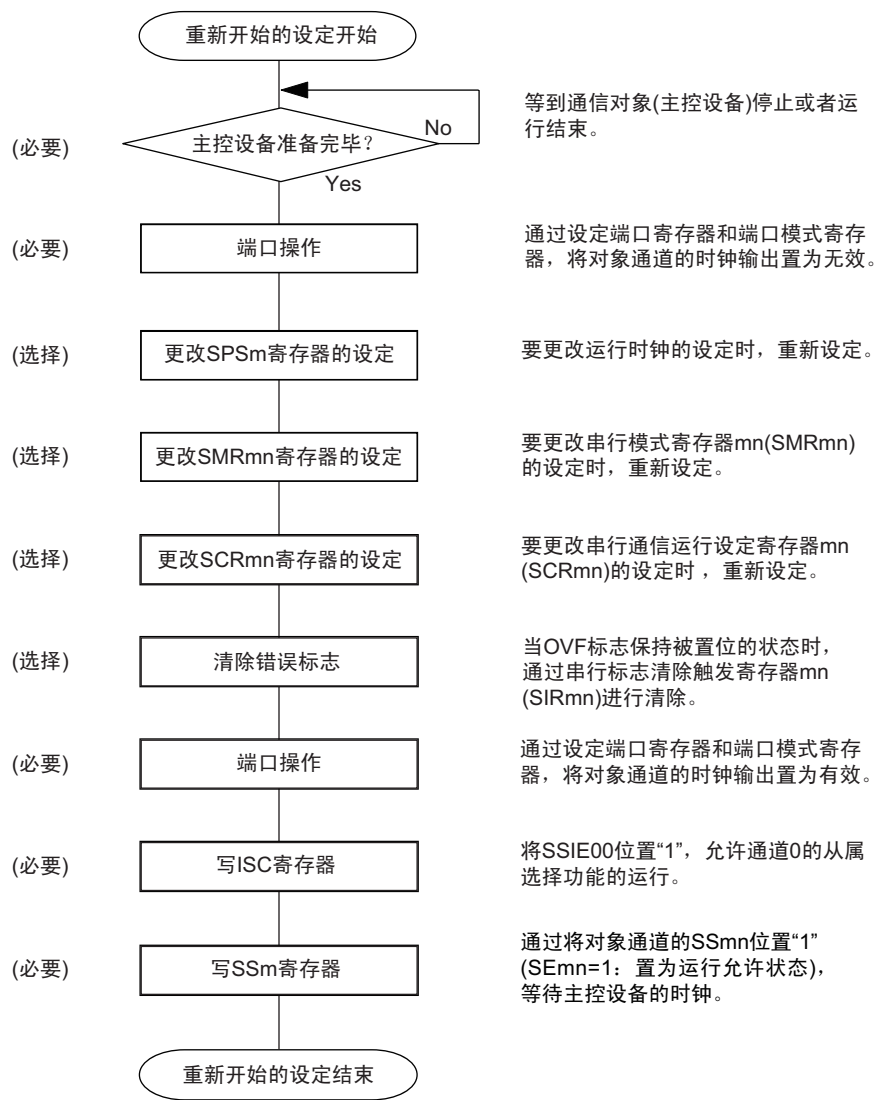 重新开始的设定开始
等到通信对象(主控设备)停止或者运
行结束。
(必要)
主控设备准备完毕？
No
Yes
(必要)
端口操作
通过设定端口寄存器和端口模式寄存
器，将对象通道的时钟输出置为无效。
(选择)
更改SPSm寄存器的设定
要更改运行时钟的设定时，重新设定。
(选择)
更改SMRmn寄存器的设定
要更改串行模式寄存器mn(SMRmn)
的设定时，重新设定。
(选择)
更改SCRmn寄存器的设定
要更改串行通信运行设定寄存器mn
(SCRmn)的设定时，重新设定。
(选择)
清除错误标志
当OVF标志保持被置位的状态时，
通过串行标志清除触发寄存器mn
(SIRmn)进行清除。
(必要)
端口操作
通过设定端口寄存器和端口模式寄存
器，将对象通道的时钟输出置为有效。
(必要)
写ISC寄存器
将SSIE00位置“1”，允许通道0的从属
选择功能的运行。
(必要)
写SSm寄存器
通过将对象通道的SSmn位置“1”
(SEmn=1：置为运行允许状态)，
等待主控设备的时钟。
重新开始的设定结束